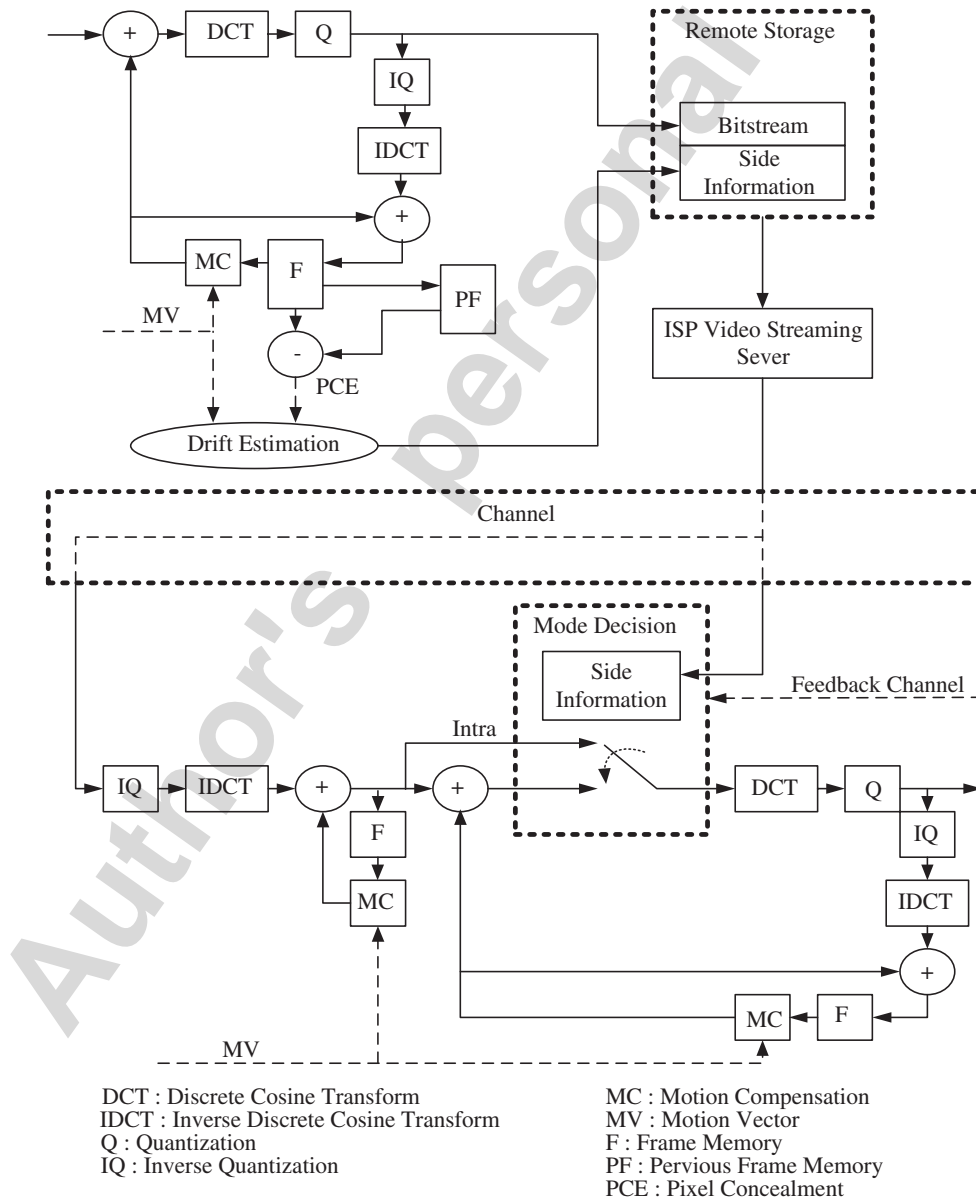 +
DCT
Q
Remote Storage
IQ
Bitstream
IDCT
Side
Information
+
MC
F
PF
MV
ISP Video Streaming
Sever
-
PCE
Drift Estimation
Channel
Mode Decision
Side
Information
Feedback Channel
Intra
IQ
IDCT
+
+
DCT
Q
F
IQ
MC
IDCT
+
MC
F
MV
DCT : Discrete Cosine Transform
IDCT : Inverse Discrete Cosine Transform
Q : Quantization
IQ : Inverse Quantization
MC : Motion Compensation
MV : Motion Vector
F : Frame Memory
PF : Pervious Frame Memory
PCE : Pixel Concealment
Author's personal